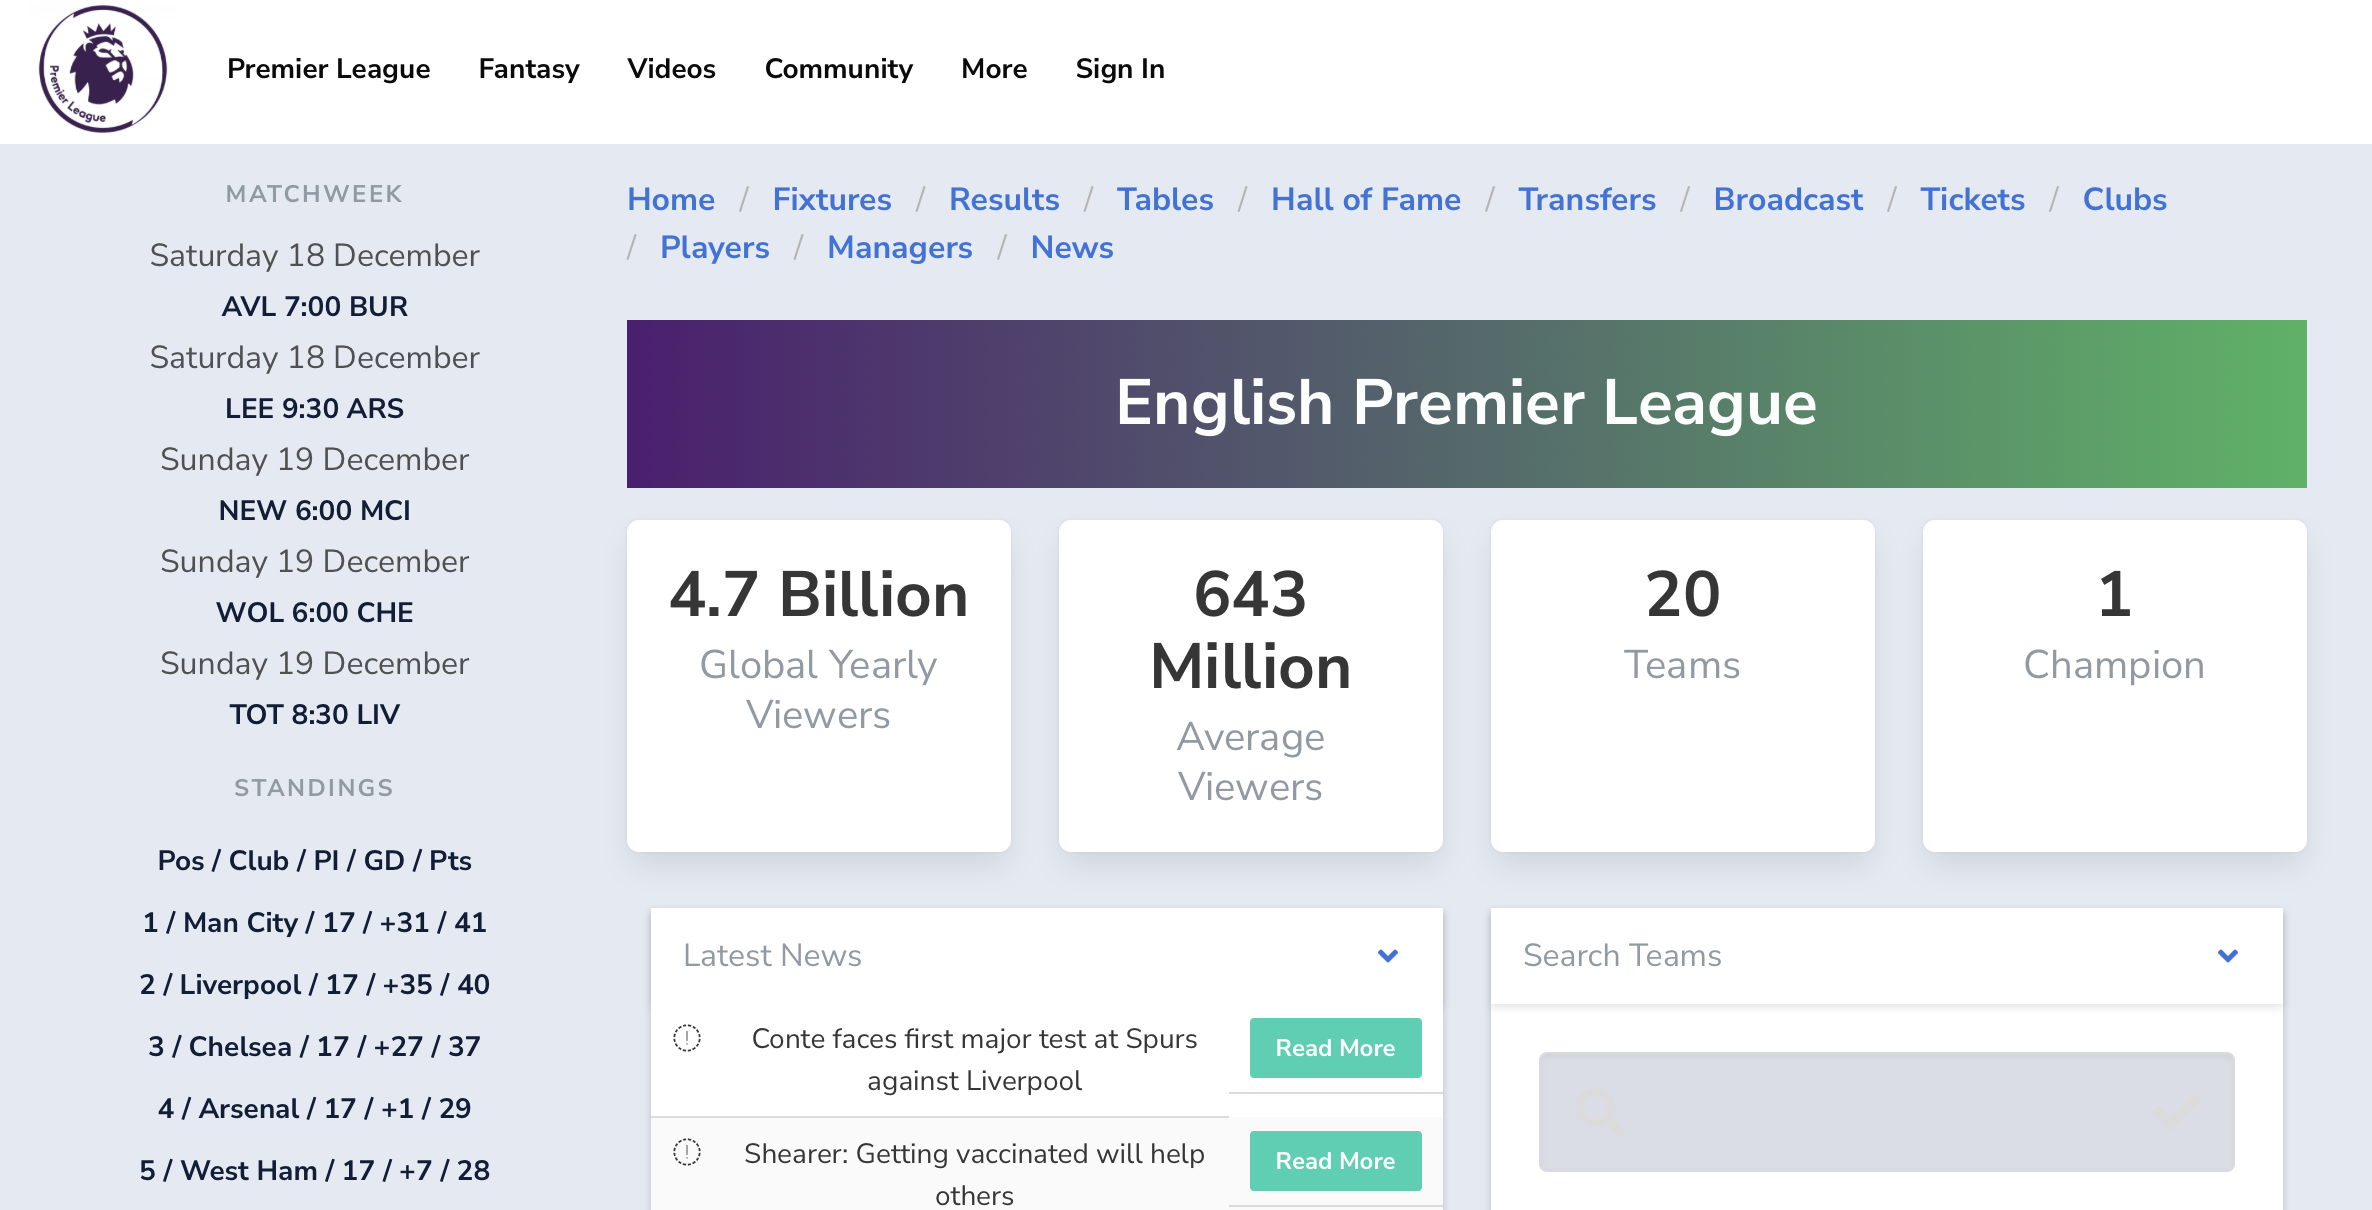 Premier League
Premier League Fantasy Videos Community More Sign In
MATCHWEEK
Saturday 18 December
AVL 7:00 BUR
Saturday 18 December
LEE 9:30 ARS
Sunday 19 December
NEW 6:00 MCI
Sunday 19 December
WOL 6:00 CHE
Sunday 19 December
TOT 8:30 LIV
STANDINGS
Pos / Club / PI / GD / Pts
1 / Man City / 17 / +31 / 41
2 / Liverpool / 17 / +35 / 40
3 / Chelsea / 17 / +27 / 37
4 / Arsenal / 17 / +1 / 29
5 / West Ham / 17 / +7 / 28
Home / Fixtures / Results / Tables / Hall of Fame / Transfers / Broadcast / Tickets / Clubs
/ Players / Managers / News
English Premier League
4.7 Billion
Global Yearly
Viewers
643
Million
Average
Viewers
20
Teams
1
Champion
Latest News
Conte faces first major test at Spurs
against Liverpool
Read More
Shearer: Getting vaccinated will help
others
Read More
Search Teams